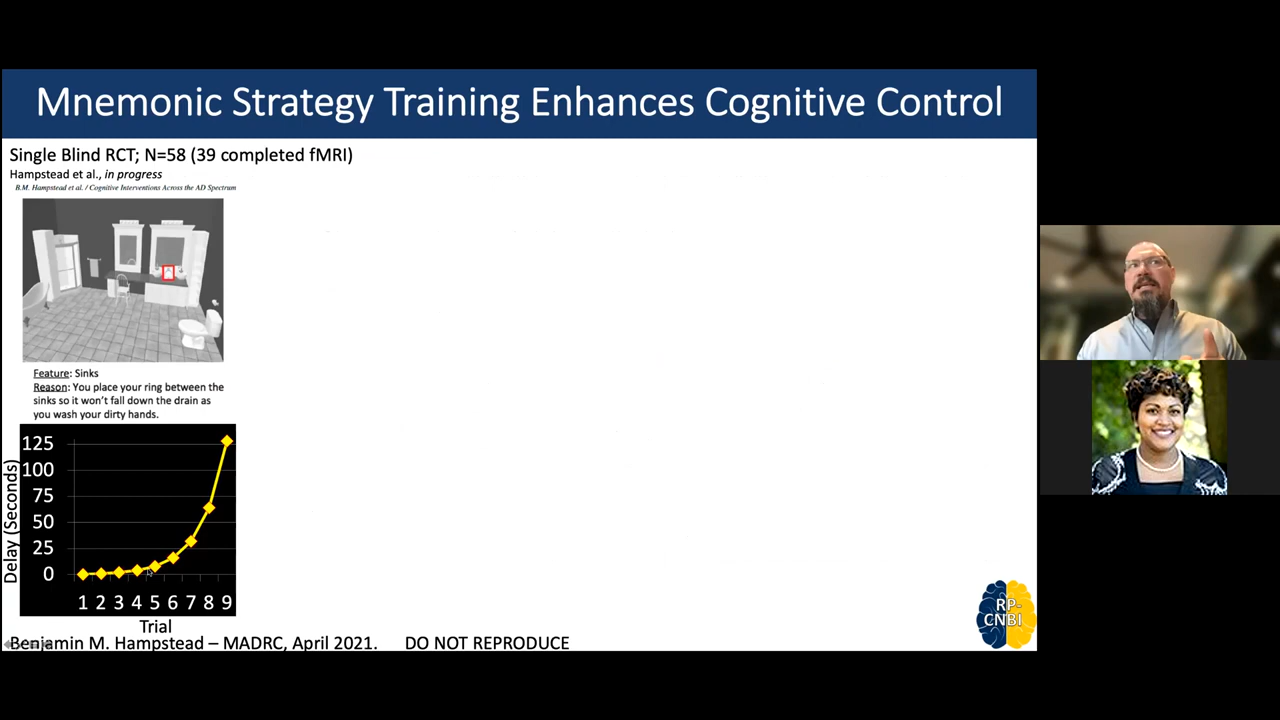 Mnemonic Strategy Training Enhances Cognitive Control
Single Blind RCT; N=58 (39 completed fMRI)
Hampstead et al., in progress
B.M. Hampstead et al. / Cognitive Interventions Across the AD Spectrum
Feature: Sinks
Reason: You place your ring between the
sinks so it won't fall down the drain as
you wash your dirty hands.
Delay (Seconds)
125
100
75
50
25
0
1 2 3 4 5 6 7 8 9
Trial
Benjamin M. Hampstead – MADRC, April 2021. DO NOT REPRODUCE
RP-
CNBI